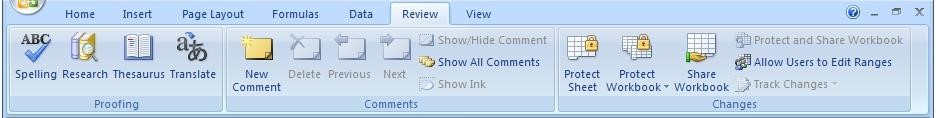 Home Insert Page Layout Formulas Data Review View
ABC
Spelling Research Thesaurus Translate
Proofing
New Comment
Delete Previous Next
Show/Hide Comment
Show All Comments
Show Ink
Comments
Protect Sheet
Protect Workbook
Share Workbook
Protect and Share Workbook
Allow Users to Edit Ranges
Track Changes
Changes